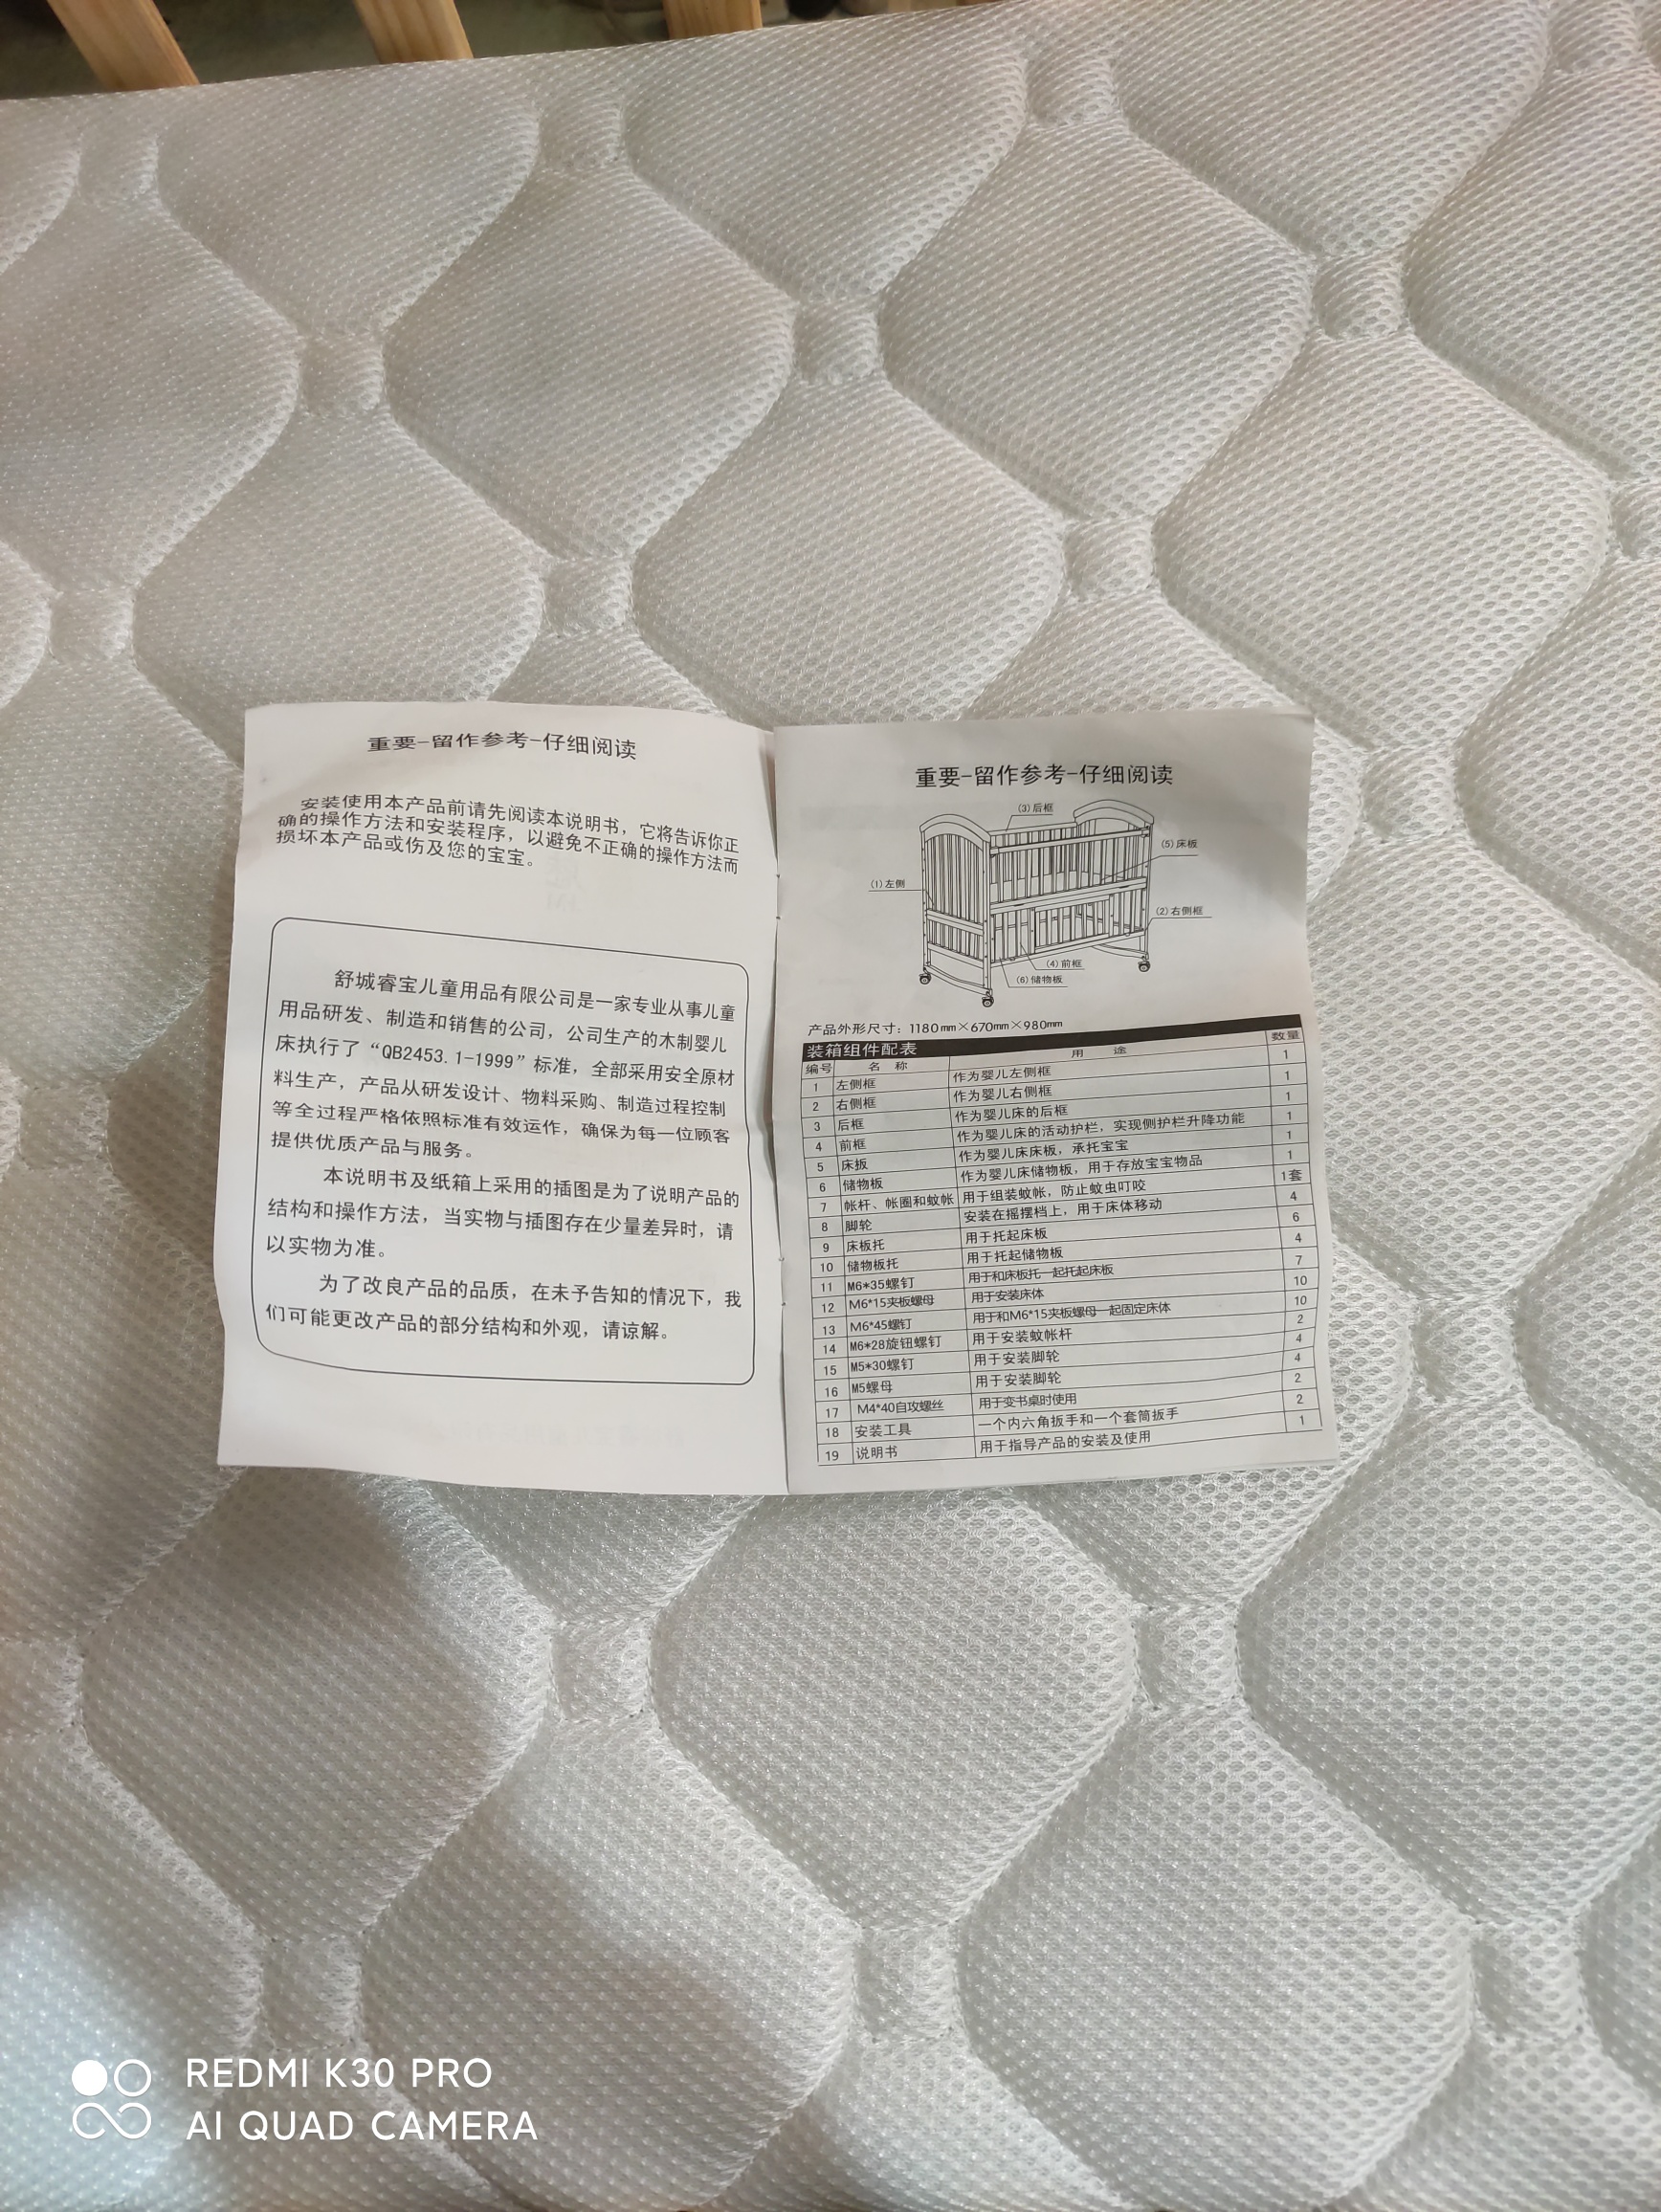 重要-留作参考-仔细阅读
安装使用本产品前请先阅读本说明书，它将告诉你正
确的操作方法和安装程序，以避免不正确的操作方法而
损坏本产品或伤及您的宝宝。
舒城睿宝儿童用品有限公司是一家专业从事儿童
用品研发、制造和销售的公司，公司生产的木制婴儿
床执行了“QB2453.1-1999”标准，全部采用安全原材
料生产，产品从研发设计、物料采购、制造过程控制
等全过程严格依照标准有效运作，确保为每一位顾客
提供优质产品与服务。
本说明书及纸箱上采用的插图是为了说明产品的
结构和操作方法，当实物与插图存在少量差异时，请
以实物为准。
为了改良产品的品质，在未予告知的情况下，我
们可能更改产品的部分结构和外观，请谅解。
重要-留作参考-仔细阅读
(3)后框
(5)床板
(1)左侧
(2)右侧框
(4)前框
(6)储物板
产品外形尺寸：1180mm×670mm×980mm
装箱组件配表
编号 名 称 用 途 数量
1 左侧框 作为婴儿左侧框 1
2 右侧框 作为婴儿右侧框 1
3 后框 作为婴儿床的后框 1
4 前框 作为婴儿床的活动护栏，实现侧护栏升降功能 1
5 床扳 作为婴儿床床板，承托宝宝 1
6 储物板 作为婴儿床储物板，用于存放宝宝物品 1
7 帐杆、帐圈和蚊帐 用于组装蚊帐，防止蚊虫叮咬 1套
8 脚轮 安装在摇摆档上，用于床体移动 4
9 床板托 用于托起床板 6
10 储物板托 用于托起储物板 4
11 M6*35螺钉 用于和床板托一起托起床板 7
12 M6*15夹板螺母 用于安装床体 10
13 M6*45螺钉 用于和M6*15夹板螺母一起固定床体 10
14 M6*28旋钮螺钉 用于安装蚊帐杆 2
15 M5*30螺钉 用于安装脚轮 4
16 M5螺母 用于安装脚轮 4
17 M4*40自攻螺丝 用于变书桌时使用 2
18 安装工具 一个内六角扳手和一个套筒扳手 2
19 说明书 用于指导产品的安装及使用 1
REDMI K30 PRO
AI QUAD CAMERA